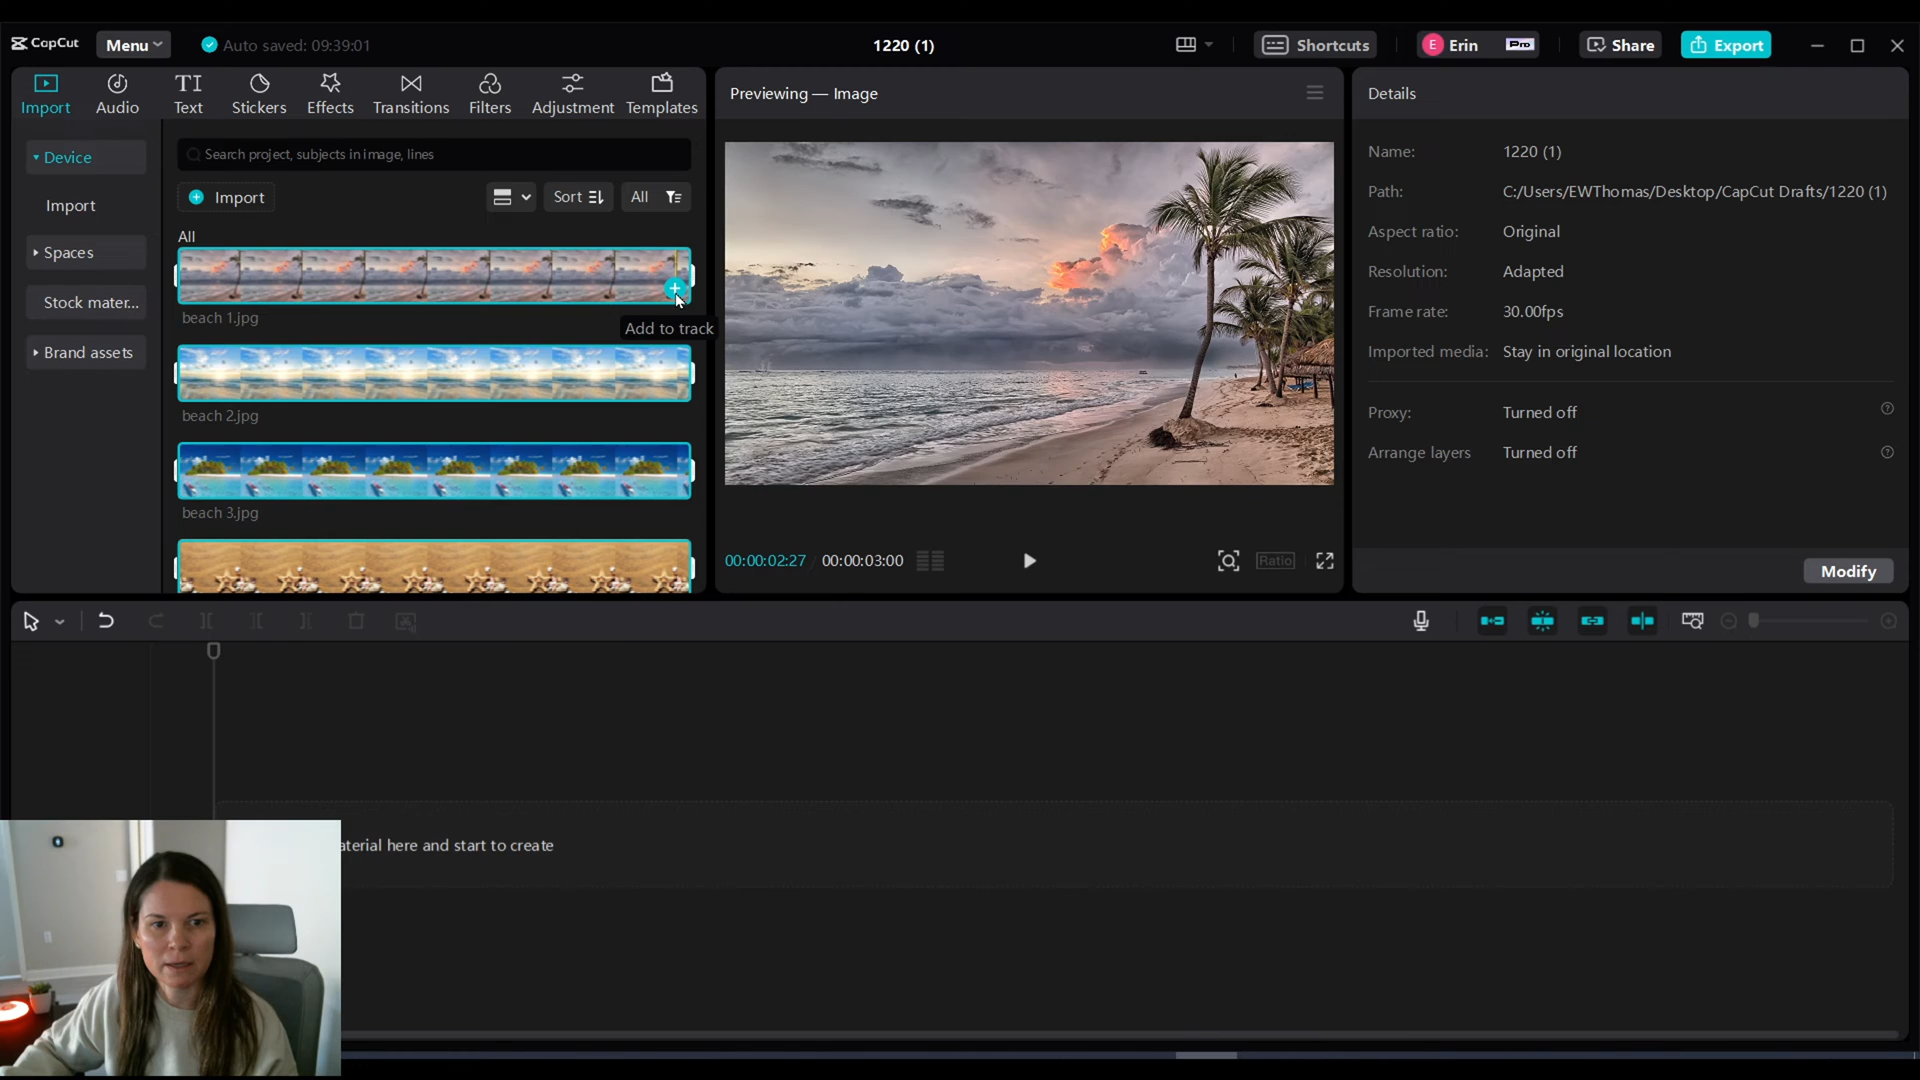 CapCut Menu Auto saved: 09:39:01 1220 (1) Shortcuts E Erin Pro Share Export
Import Audio Text Stickers Effects Transitions Filters Adjustment Templates
TI
Device
Import
Spaces
Stock mater...
Brand assets
Search project, subjects in image, lines
Import Sort All
All
beach 1.jpg
Add to track
beach 2.jpg
beach 3.jpg
Previewing — Image
00:00:02:27 / 00:00:03:00 Ratio
Details
Name: 1220 (1)
Path: C:/Users/EWThomas/Desktop/CapCut Drafts/1220 (1)
Aspect ratio: Original
Resolution: Adapted
Frame rate: 30.00fps
Imported media: Stay in original location
Proxy: Turned off
Arrange layers Turned off
Modify
aterial here and start to create